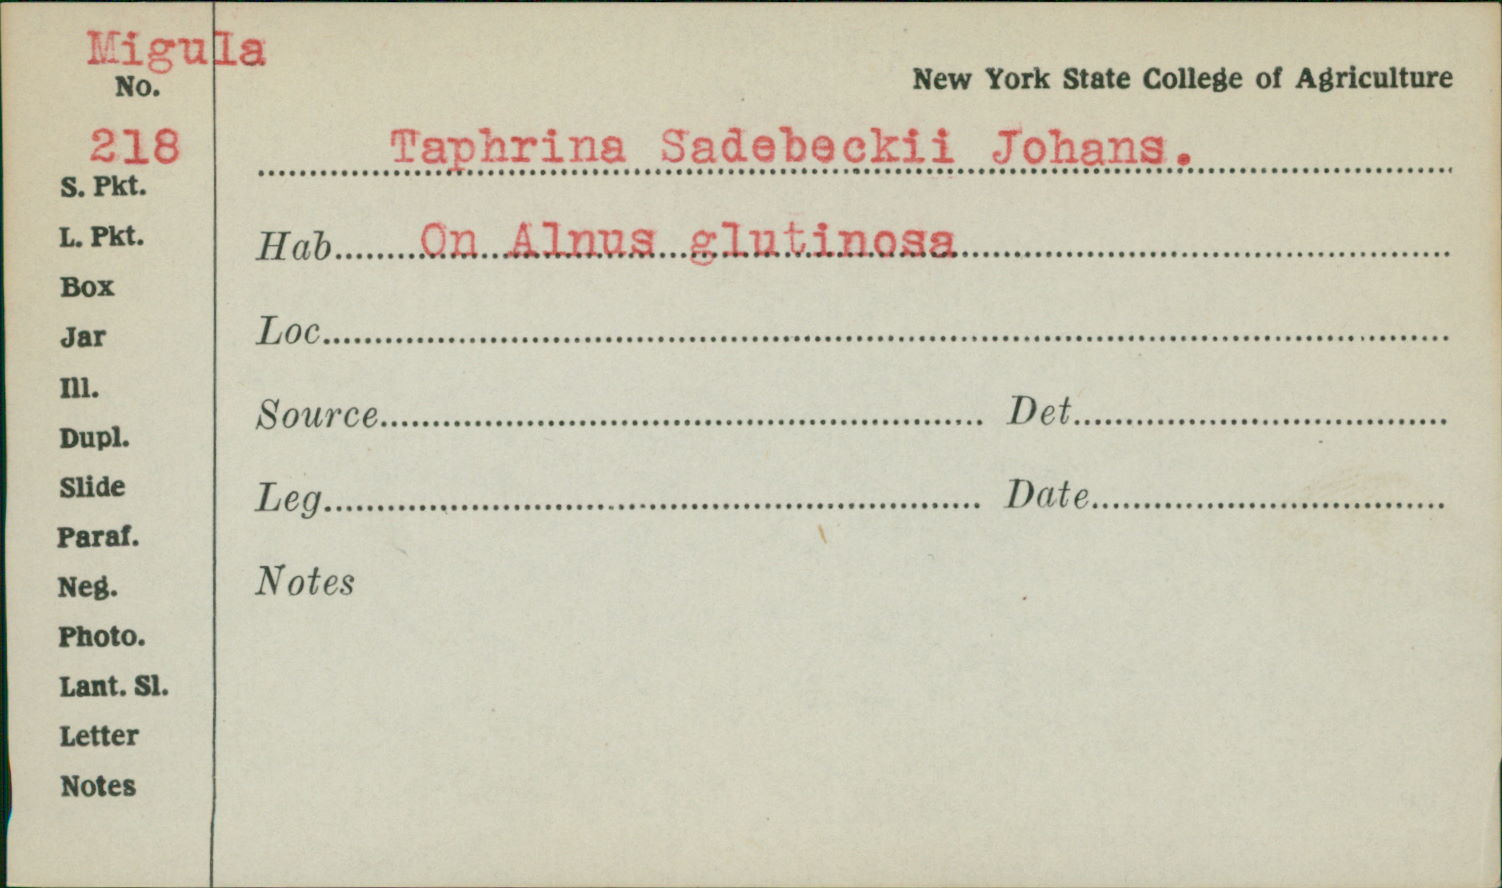 Migula
No.
New York State College of Agriculture
218
Taphrina Sadebeckii Johans.
S. Pkt.
L. Pkt.
Hab. On Alnus glutinosa
Box
Loc.
Jar
Ill.
Source Det.
Dupl.
Slide
Leg. Date
Paraf.
Neg.
Notes
Photo.
Lant. Sl.
Letter
Notes